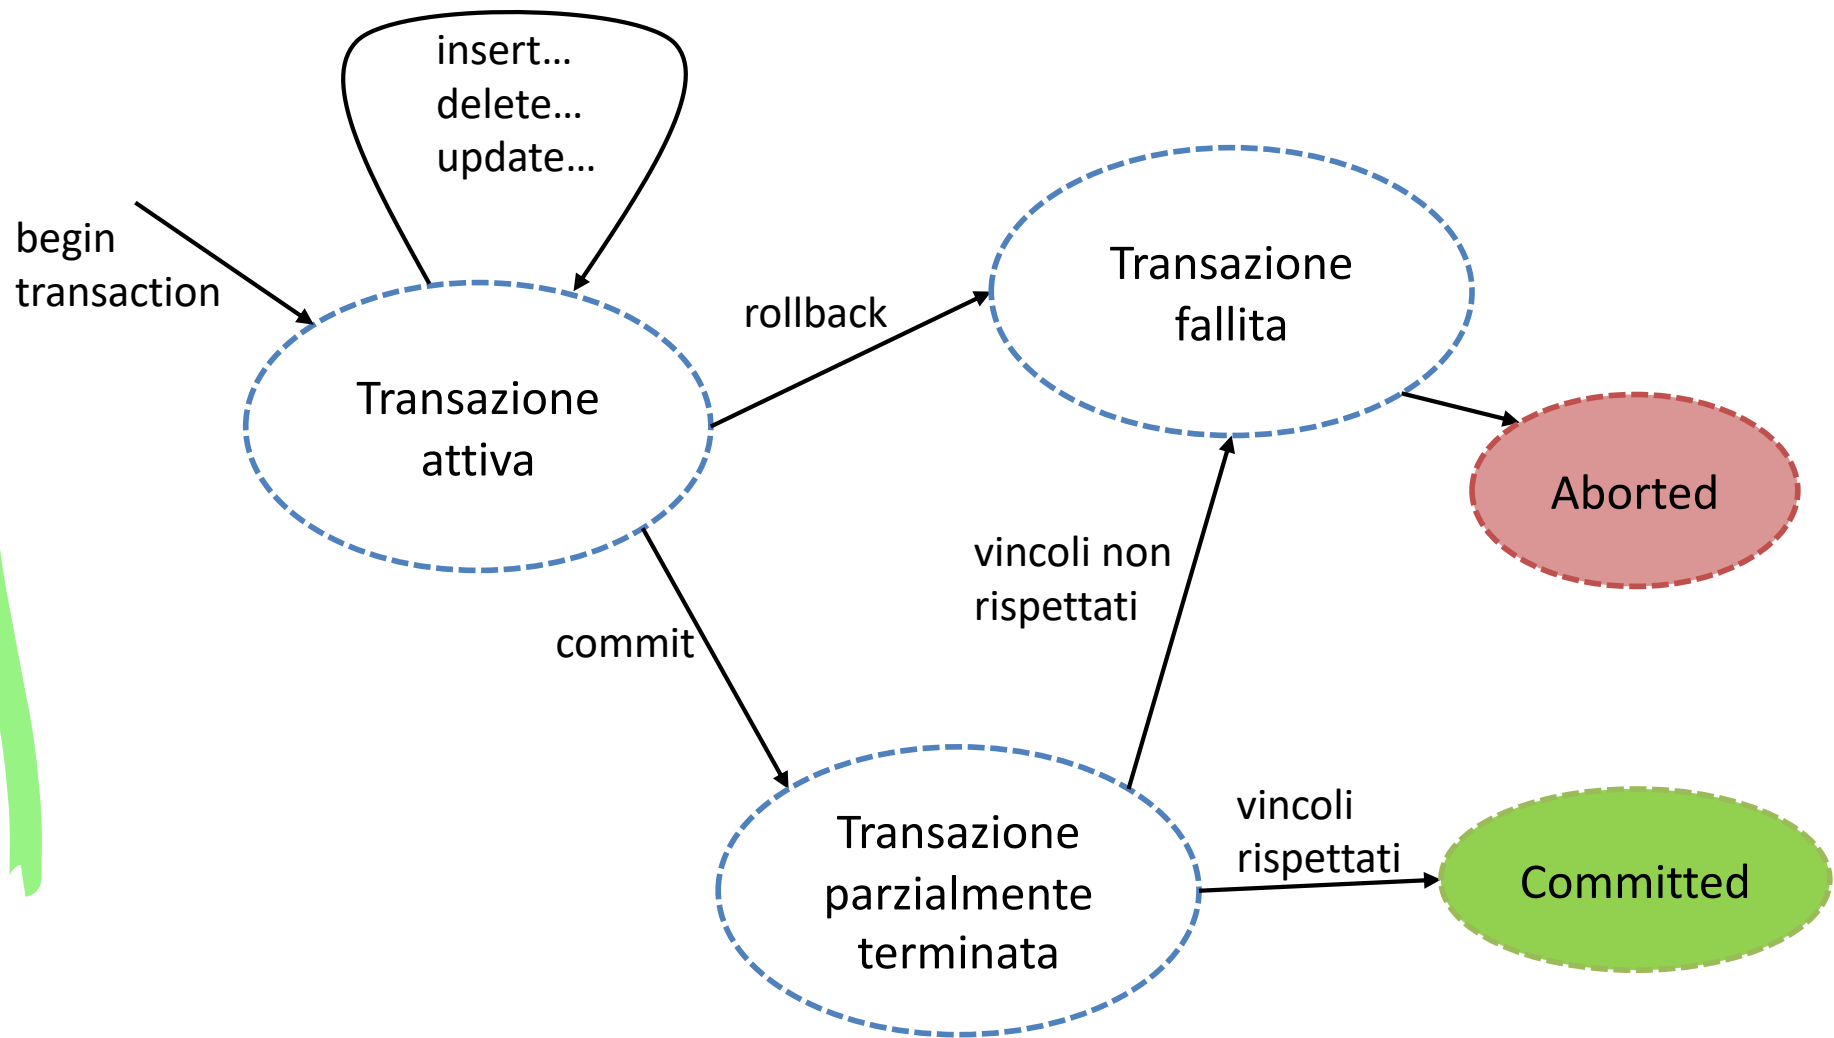 insert…
delete…
update…
begin
transaction
rollback
Transazione
fallita
Transazione
attiva
Aborted
vincoli non
rispettati
commit
vincoli
rispettati
Transazione
parzialmente
terminata
Committed